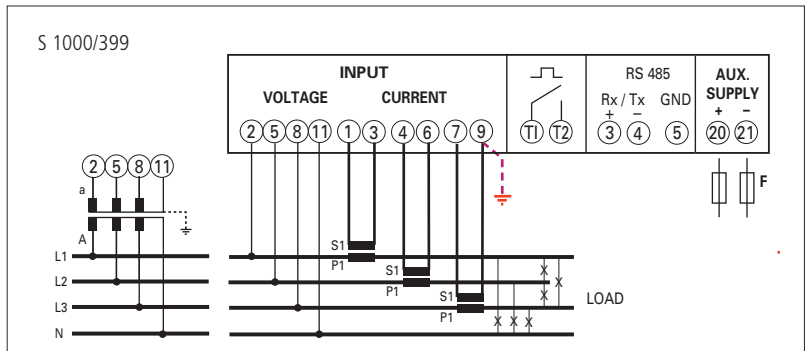 S 1000/399
INPUT
RS 485
AUX.
SUPPLY
VOLTAGE CURRENT
Rx / Tx GND
+ −
+ −
2 5 8 11 1 3 4 6 7 9 TI T2 3 4 5 20 21
2 5 8 11
a
F
A
L1
S1
P1
L2
S1
P1
L3
S1
P1
LOAD
N
X
X
X
X X X